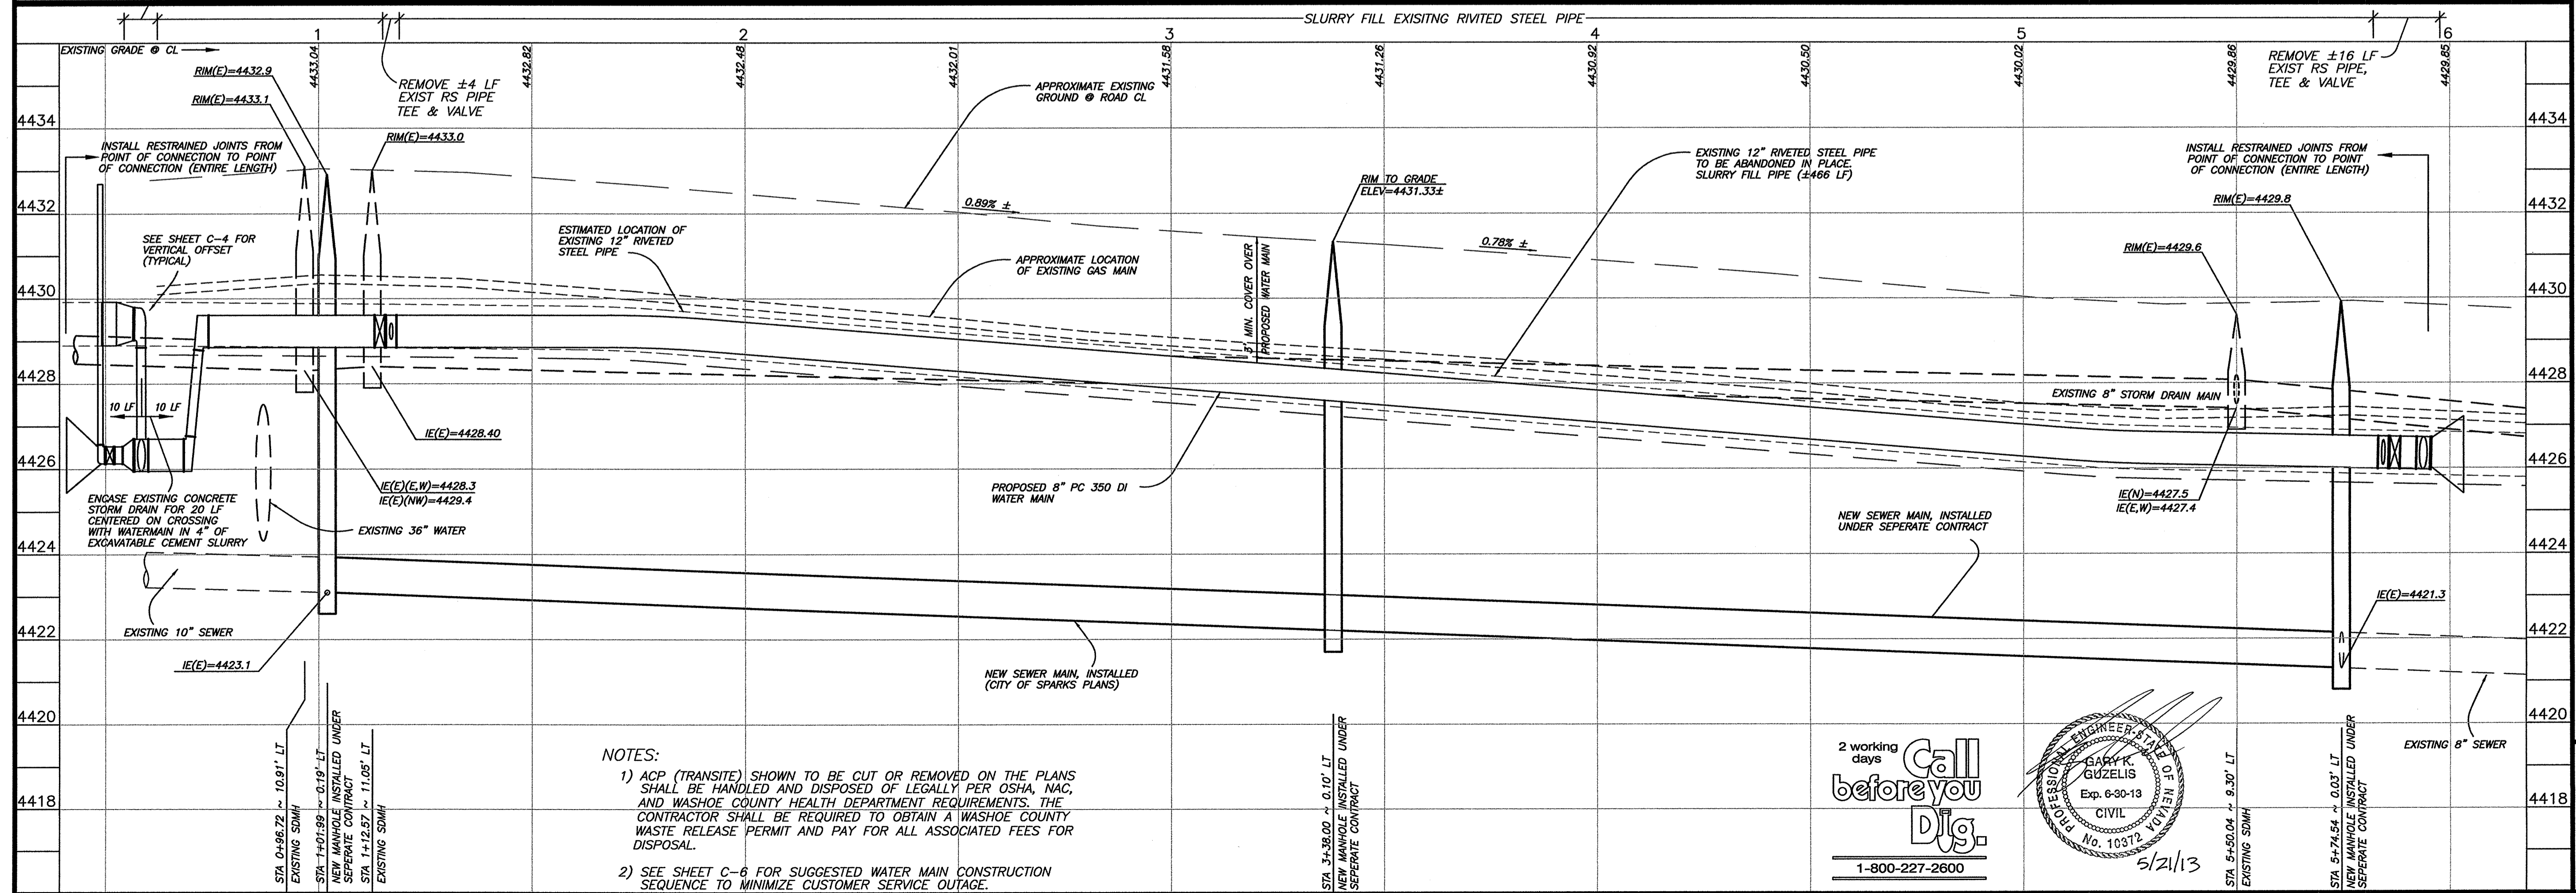 SLURRY FILL EXISITNG RIVITED STEEL PIPE
1
2
3
4
5
6
EXISTING GRADE @ CL
4433.04
4432.82
4432.48
4432.01
4431.58
4431.26
4430.92
4430.50
4430.02
4429.86
4429.85
RIM(E)=4432.9
RIM(E)=4433.1
REMOVE ±4 LF
EXIST RS PIPE
TEE & VALVE
RIM(E)=4433.0
APPROXIMATE EXISTING
GROUND @ ROAD CL
REMOVE ±16 LF
EXIST RS PIPE,
TEE & VALVE
4434
4434
INSTALL RESTRAINED JOINTS FROM
POINT OF CONNECTION TO POINT
OF CONNECTION (ENTIRE LENGTH)
EXISTING 12" RIVETED STEEL PIPE
TO BE ABANDONED IN PLACE.
SLURRY FILL PIPE (±466 LF)
INSTALL RESTRAINED JOINTS FROM
POINT OF CONNECTION TO POINT
OF CONNECTION (ENTIRE LENGTH)
RIM TO GRADE
ELEV=4431.33±
RIM(E)=4429.8
4432
4432
0.89% ±
SEE SHEET C-4 FOR
VERTICAL OFFSET
(TYPICAL)
ESTIMATED LOCATION OF
EXISTING 12" RIVETED
STEEL PIPE
APPROXIMATE LOCATION
OF EXISTING GAS MAIN
3' MIN. COVER OVER
PROPOSED WATER MAIN
0.78% ±
RIM(E)=4429.6
4430
4430
4428
4428
EXISTING 8" STORM DRAIN MAIN
10 LF
10 LF
IE(E)=4428.40
4426
4426
IE(E)(E,W)=4428.3
IE(E)(NW)=4429.4
PROPOSED 8" PC 350 DI
WATER MAIN
IE(N)=4427.5
IE(E,W)=4427.4
ENCASE EXISTING CONCRETE
STORM DRAIN FOR 20 LF
CENTERED ON CROSSING
WITH WATERMAIN IN 4" OF
EXCAVATABLE CEMENT SLURRY
EXISTING 36" WATER
NEW SEWER MAIN, INSTALLED
UNDER SEPERATE CONTRACT
4424
4424
EXISTING 10" SEWER
IE(E)=4421.3
4422
4422
IE(E)=4423.1
NEW SEWER MAIN, INSTALLED
(CITY OF SPARKS PLANS)
4420
4420
EXISTING 8" SEWER
4418
4418
STA 0+96.72 ~ 10.91' LT
EXISTING SDMH
STA 1+01.99 ~ 0.19' LT
NEW MANHOLE INSTALLED UNDER
SEPERATE CONTRACT
STA 1+12.57 ~ 11.05' LT
EXISTING SDMH
NOTES:
1) ACP (TRANSITE) SHOWN TO BE CUT OR REMOVED ON THE PLANS
SHALL BE HANDLED AND DISPOSED OF LEGALLY PER OSHA, NAC,
AND WASHOE COUNTY HEALTH DEPARTMENT REQUIREMENTS. THE
CONTRACTOR SHALL BE REQUIRED TO OBTAIN A WASHOE COUNTY
WASTE RELEASE PERMIT AND PAY FOR ALL ASSOCIATED FEES FOR
DISPOSAL.
2) SEE SHEET C-6 FOR SUGGESTED WATER MAIN CONSTRUCTION
SEQUENCE TO MINIMIZE CUSTOMER SERVICE OUTAGE.
STA 3+38.00 ~ 0.10' LT
NEW MANHOLE INSTALLED UNDER
SEPERATE CONTRACT
2 working
days
Call
before you
Dig.
1-800-227-2600
PROFESSIONAL ENGINEER-STATE OF NEVADA
GARY K.
GUZELIS
Exp. 6-30-13
CIVIL
No. 10372
5/21/13
STA 5+50.04 ~ 9.30' LT
EXISTING SDMH
STA 5+74.54 ~ 0.03' LT
NEW MANHOLE INSTALLED UNDER
SEPERATE CONTRACT